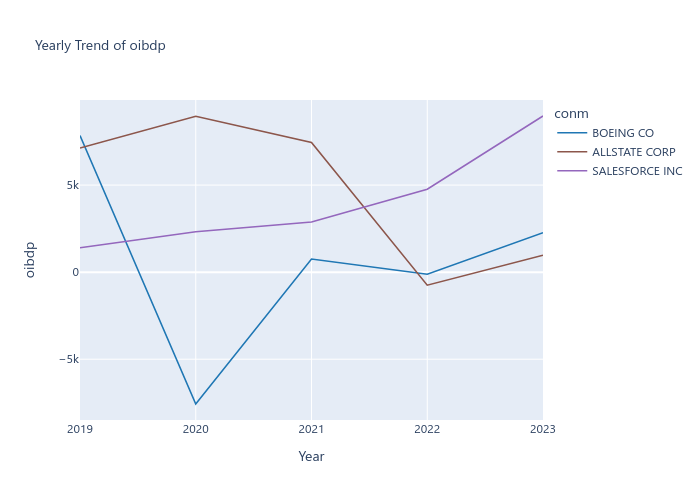 Yearly Trend of oibdp
conm
BOEING CO
ALLSTATE CORP
SALESFORCE INC
5k
0
−5k
oibdp
2019 2020 2021 2022 2023
Year